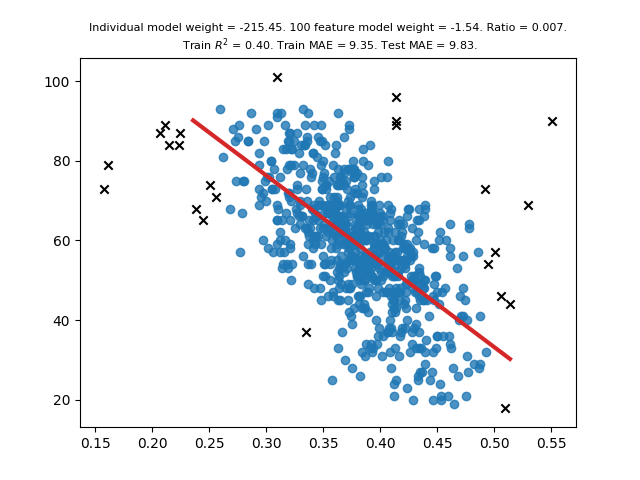 Individual model weight = -215.45. 100 feature model weight = -1.54. Ratio = 0.007.
Train R² = 0.40. Train MAE = 9.35. Test MAE = 9.83.
100
80
60
40
20
0.15 0.20 0.25 0.30 0.35 0.40 0.45 0.50 0.55